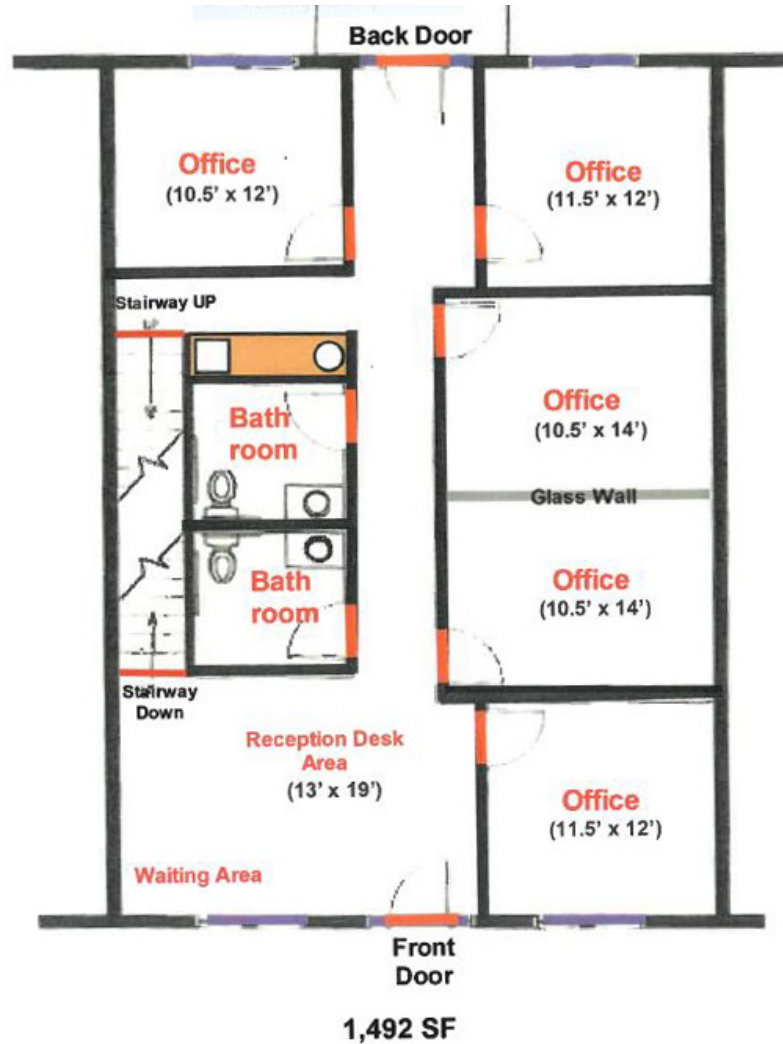 Back Door
Office
(10.5' x 12')
Office
(11.5' x 12')
Stairway UP
UP
Office
(10.5' x 14')
Bath
room
Glass Wall
Office
(10.5' x 14')
Bath
room
Stairway
Down
Reception Desk
Area
(13' x 19')
Office
(11.5' x 12')
Waiting Area
Front
Door
1,492 SF